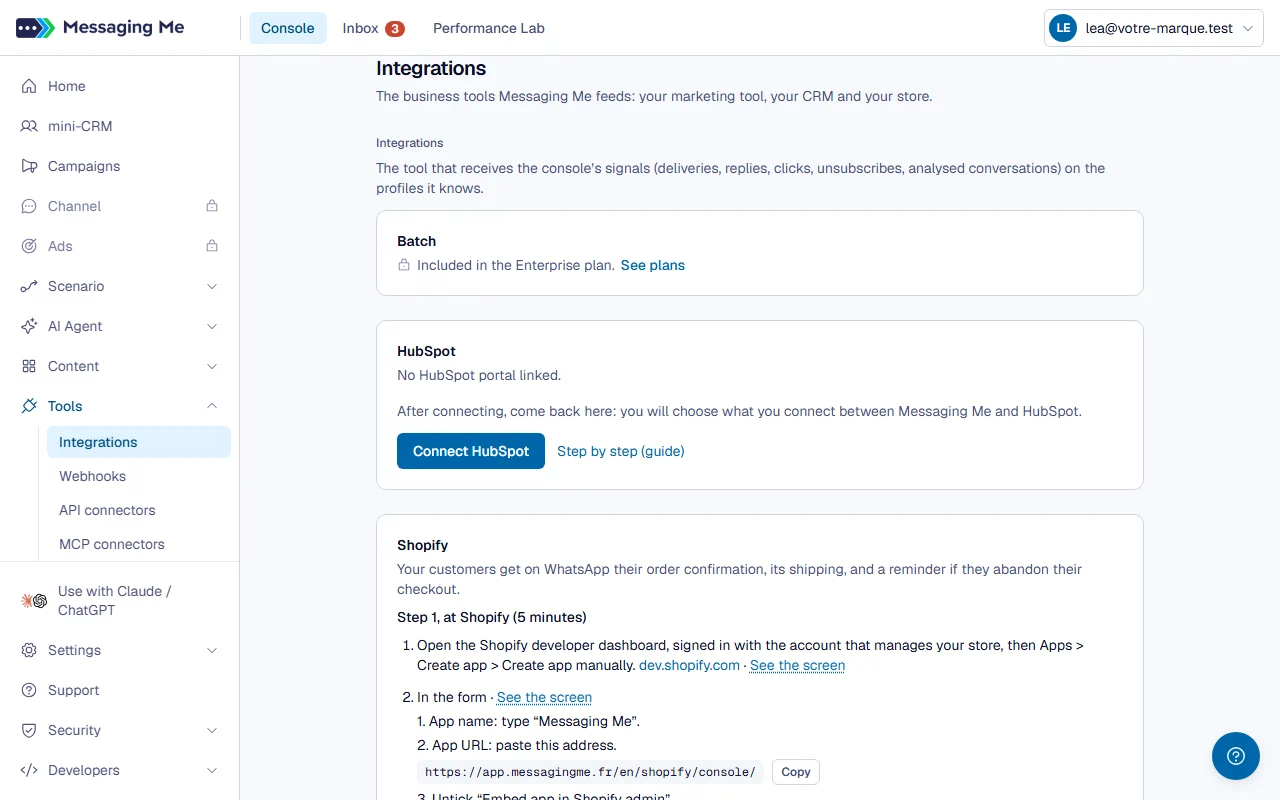 Messaging Me
Console
Inbox 3
Performance Lab
LE lea@votre-marque.test
Home
mini-CRM
Campaigns
Channel
Ads
Scenario
AI Agent
Content
Tools
Integrations
Webhooks
API connectors
MCP connectors
Use with Claude /
ChatGPT
Settings
Support
Security
Developers
Integrations
The business tools Messaging Me feeds: your marketing tool, your CRM and your store.
Integrations
The tool that receives the console's signals (deliveries, replies, clicks, unsubscribes, analysed conversations) on the
profiles it knows.
Batch
Included in the Enterprise plan. See plans
HubSpot
No HubSpot portal linked.
After connecting, come back here: you will choose what you connect between Messaging Me and HubSpot.
Connect HubSpot Step by step (guide)
Shopify
Your customers get on WhatsApp their order confirmation, its shipping, and a reminder if they abandon their
checkout.
Step 1, at Shopify (5 minutes)
1. Open the Shopify developer dashboard, signed in with the account that manages your store, then Apps >
Create app > Create app manually. dev.shopify.com · See the screen
2. In the form · See the screen
1. App name: type “Messaging Me”.
2. App URL: paste this address.
https://app.messagingme.fr/en/shopify/console/ Copy
3. Untick “Embed app in Shopify admin”